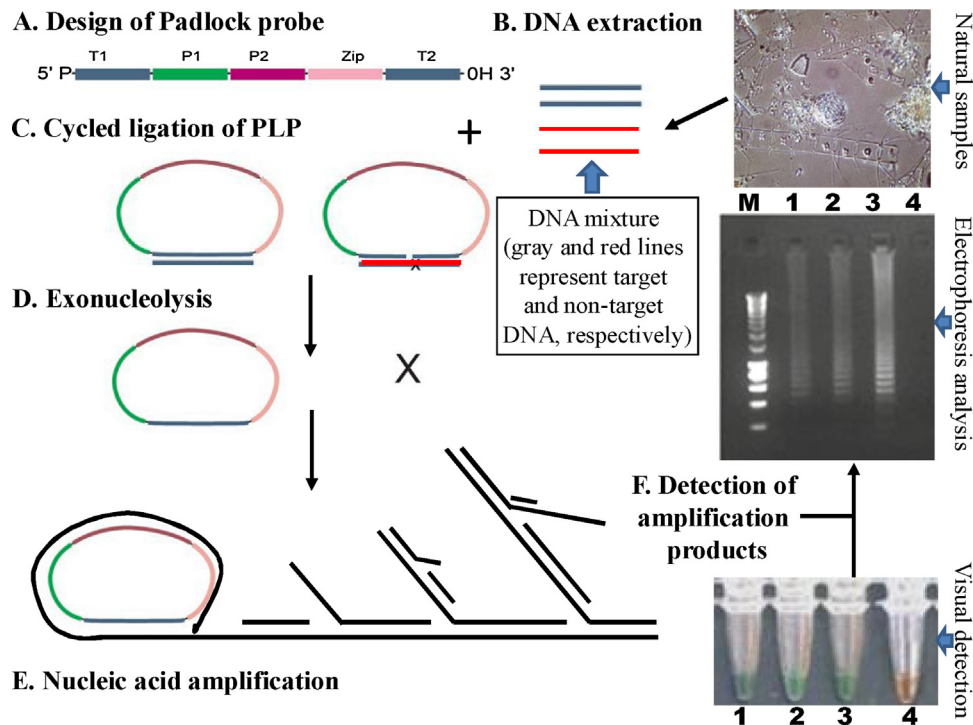 A. Design of Padlock probe
T1 P1 P2 Zip T2
5' P 0H 3'
B. DNA extraction
Natural samples
C. Cycled ligation of PLP
+
DNA mixture
(gray and red lines
represent target
and non-target
DNA, respectively)
x
M 1 2 3 4
Electrophoresis analysis
D. Exonucleolysis
X
E. Nucleic acid amplification
F. Detection of
amplification
products
Visual detection
1 2 3 4